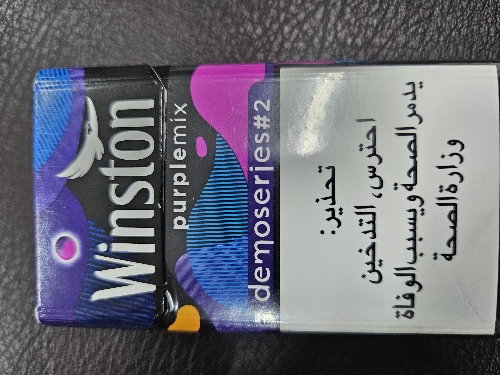 Winston
purplemix
demoseries#2
تحذير:
احترس، التدخين
يدمر الصحة ويسبب الوفاة
وزارة الصحة